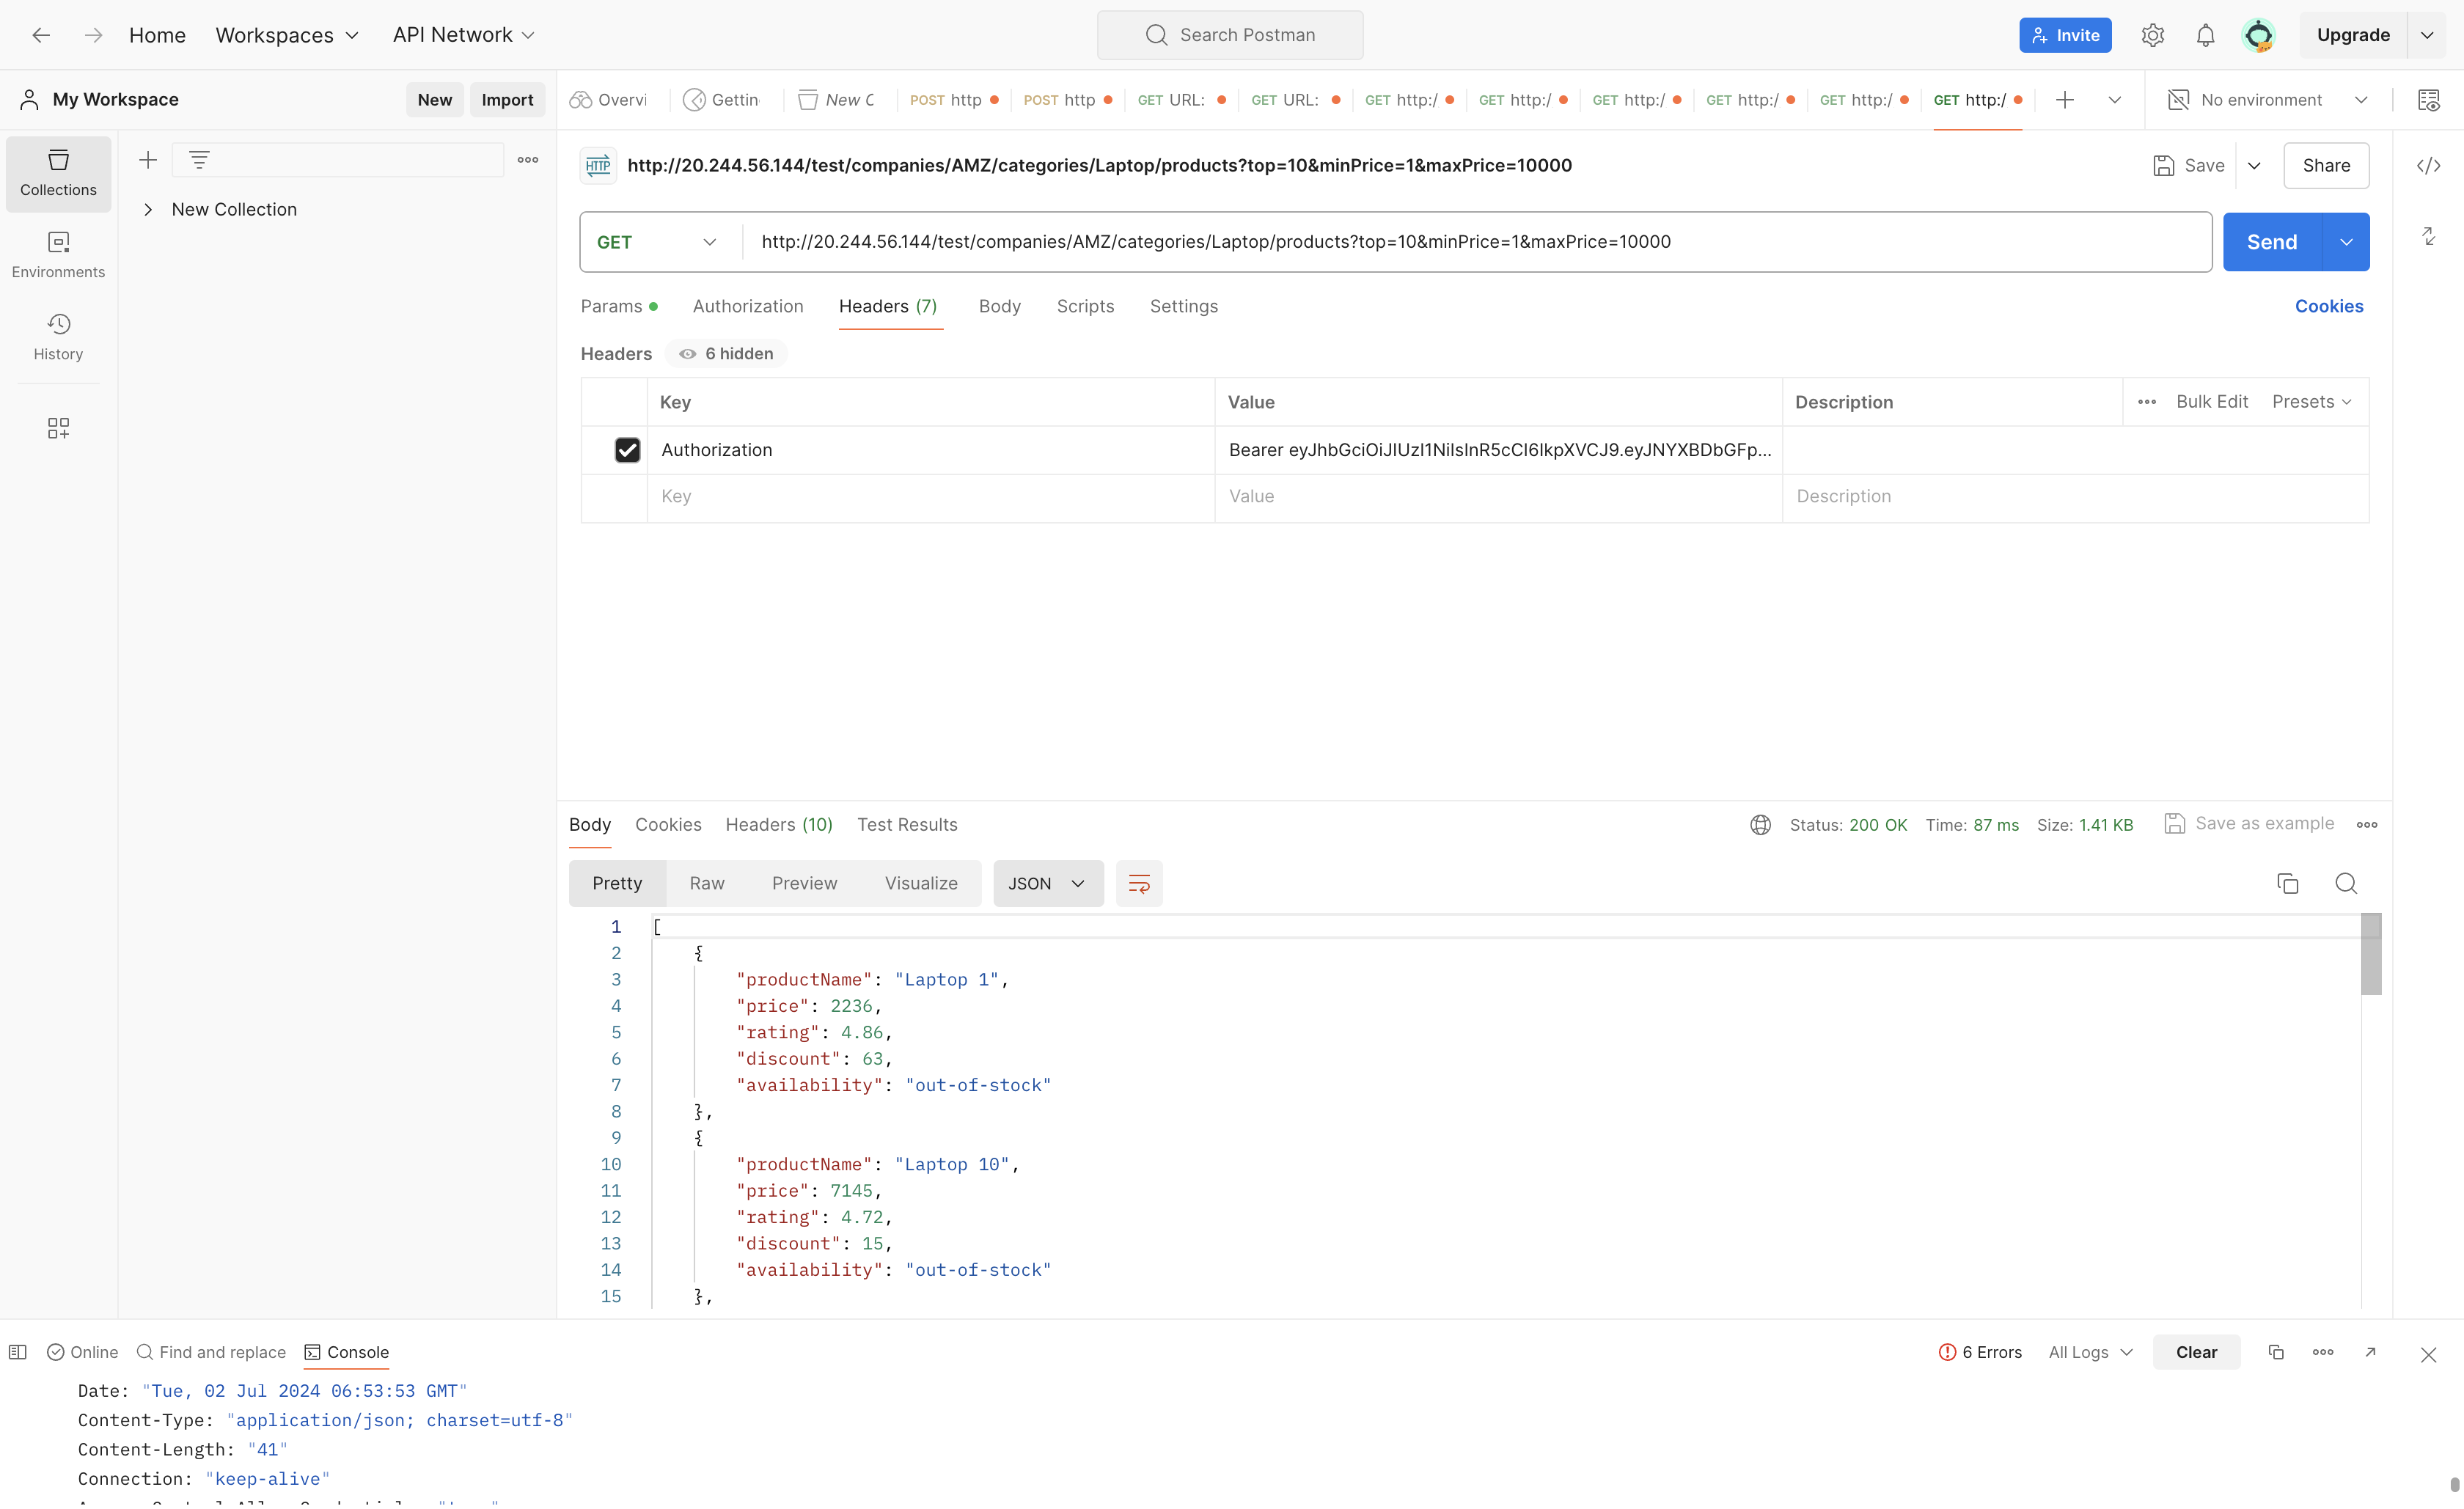 Home Workspaces API Network Search Postman Invite Upgrade
My Workspace New Import Overvi Gettin New C POST http POST http GET URL: GET URL: GET http:/ GET http:/ GET http:/ GET http:/ GET http:/ GET http:/ No environment
Collections
New Collection
Environments
History
HTTP http://20.244.56.144/test/companies/AMZ/categories/Laptop/products?top=10&minPrice=1&maxPrice=10000 Save Share
GET http://20.244.56.144/test/companies/AMZ/categories/Laptop/products?top=10&minPrice=1&maxPrice=10000 Send
Params Authorization Headers (7) Body Scripts Settings Cookies
Headers 6 hidden
Key Value Description Bulk Edit Presets
Authorization Bearer eyJhbGciOiJIUzI1NiIsInR5cCI6IkpXVCJ9.eyJNYXBDbGFp...
Key Value Description
Body Cookies Headers (10) Test Results Status: 200 OK Time: 87 ms Size: 1.41 KB Save as example
Pretty Raw Preview Visualize JSON
1 [
2 {
3 "productName": "Laptop 1",
4 "price": 2236,
5 "rating": 4.86,
6 "discount": 63,
7 "availability": "out-of-stock"
8 },
9 {
10 "productName": "Laptop 10",
11 "price": 7145,
12 "rating": 4.72,
13 "discount": 15,
14 "availability": "out-of-stock"
15 },
Online Find and replace Console 6 Errors All Logs Clear
Date: "Tue, 02 Jul 2024 06:53:53 GMT"
Content-Type: "application/json; charset=utf-8"
Content-Length: "41"
Connection: "keep-alive"